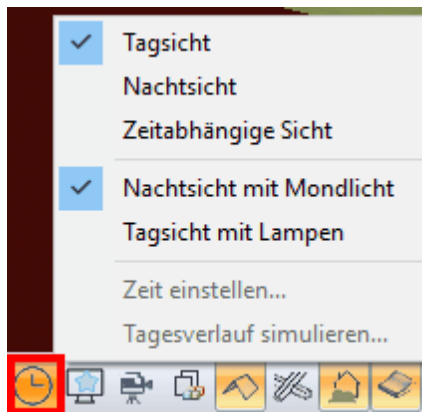 Tagsicht
Nachtsicht
Zeitabhängige Sicht
Nachtsicht mit Mondlicht
Tagsicht mit Lampen
Zeit einstellen...
Tagesverlauf simulieren...